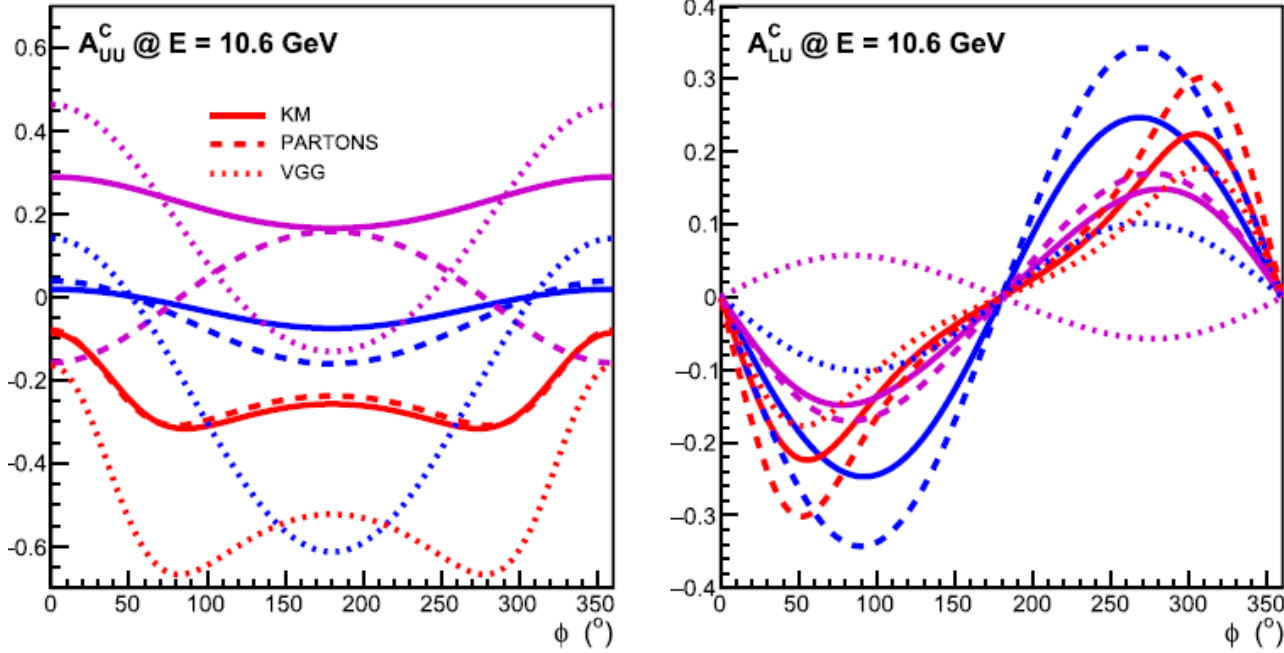 A_UU^C @ E = 10.6 GeV
KM
PARTONS
VGG
0.6
0.4
0.2
0
-0.2
-0.4
-0.6
0 50 100 150 200 250 300 350
ϕ (°)
A_LU^C @ E = 10.6 GeV
0.4
0.3
0.2
0.1
0
−0.1
−0.2
−0.3
−0.4
0 50 100 150 200 250 300 350
ϕ (°)